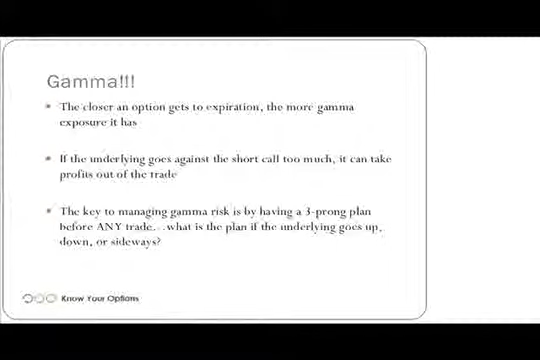 Gamma!!!
The closer an option gets to expiration, the more gamma
exposure it has
If the underlying goes against the short call too much, it can take
profits out of the trade
The key to managing gamma risk is by having a 3-prong plan
before ANY trade...what is the plan if the underlying goes up,
down, or sideways?
Know Your Options